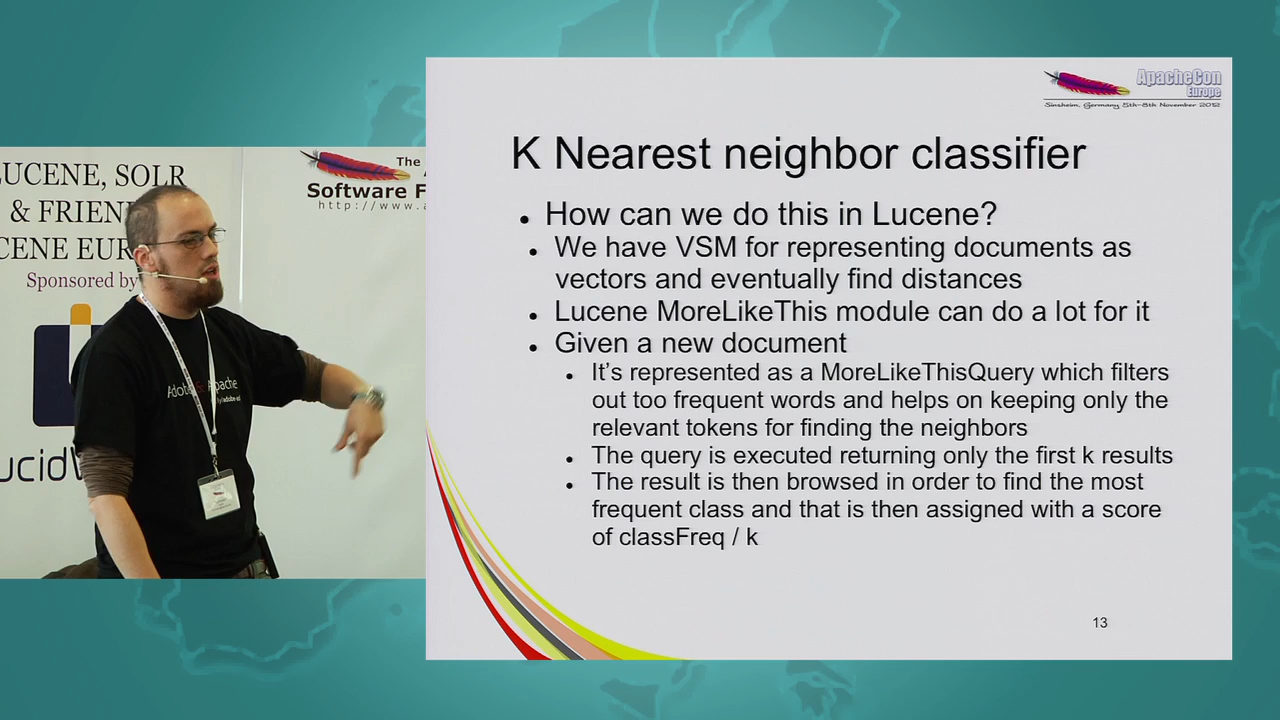 LUCENE, SOLR
& FRIEN
CENE EUR
Sponsored by
ucidW
The
Software F
http://www.a
Adobe & Apache
ApacheCon
Europe
Sinsheim, Germany 5th-8th November 2012
K Nearest neighbor classifier
• How can we do this in Lucene?
• We have VSM for representing documents as
vectors and eventually find distances
• Lucene MoreLikeThis module can do a lot for it
• Given a new document
• It's represented as a MoreLikeThisQuery which filters
out too frequent words and helps on keeping only the
relevant tokens for finding the neighbors
• The query is executed returning only the first k results
• The result is then browsed in order to find the most
frequent class and that is then assigned with a score
of classFreq / k
13